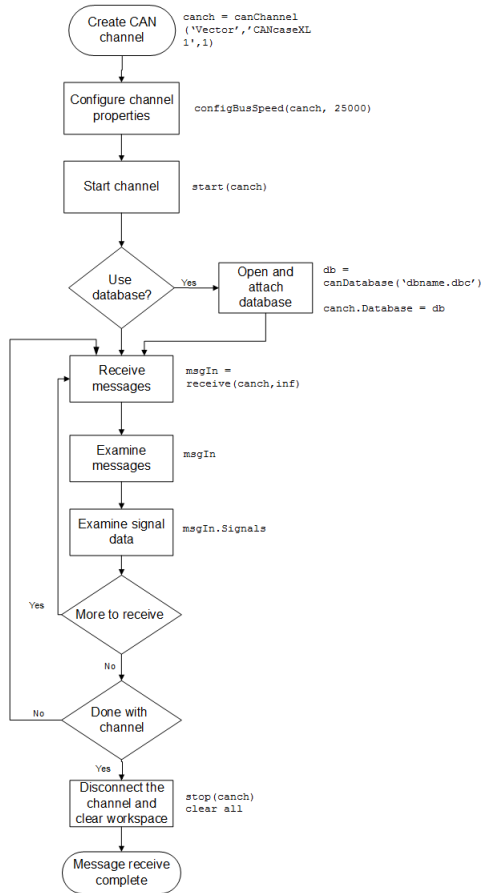 Create CAN
channel
canch = canChannel
(‘Vector’,’CANcaseXL
1',1)
Configure channel
properties
configBusSpeed(canch, 25000)
Start channel
start(canch)
Use
database?
Yes
Open and
attach
database
db =
canDatabase(‘dbname.dbc’)
canch.Database = db
Receive
messages
msgIn =
receive(canch,inf)
Examine
messages
msgIn
Examine signal
data
msgIn.Signals
Yes
More to receive
No
No
Done with
channel
Yes
Disconnect the
channel and
clear workspace
stop(canch)
clear all
Message receive
complete